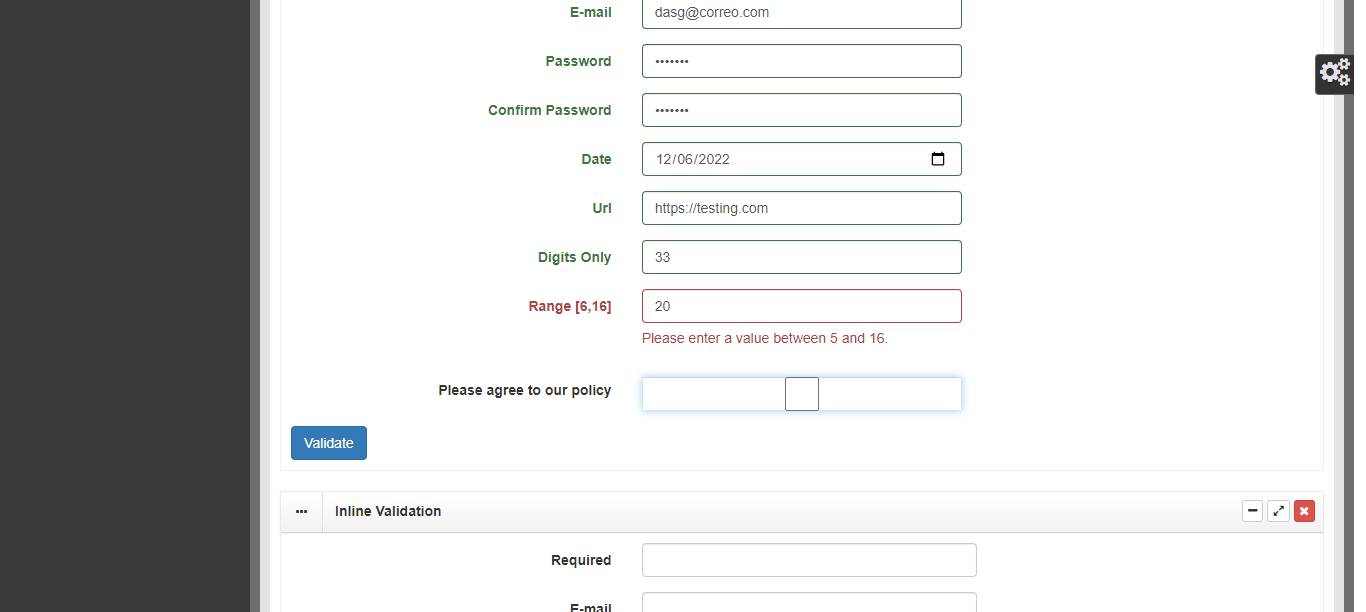 E-mail dasg@correo.com
Password •••••••
Confirm Password •••••••
Date 12/06/2022
Url https://testing.com
Digits Only 33
Range [6,16] 20
Please enter a value between 5 and 16.
Please agree to our policy
Validate
Inline Validation
Required
E-mail